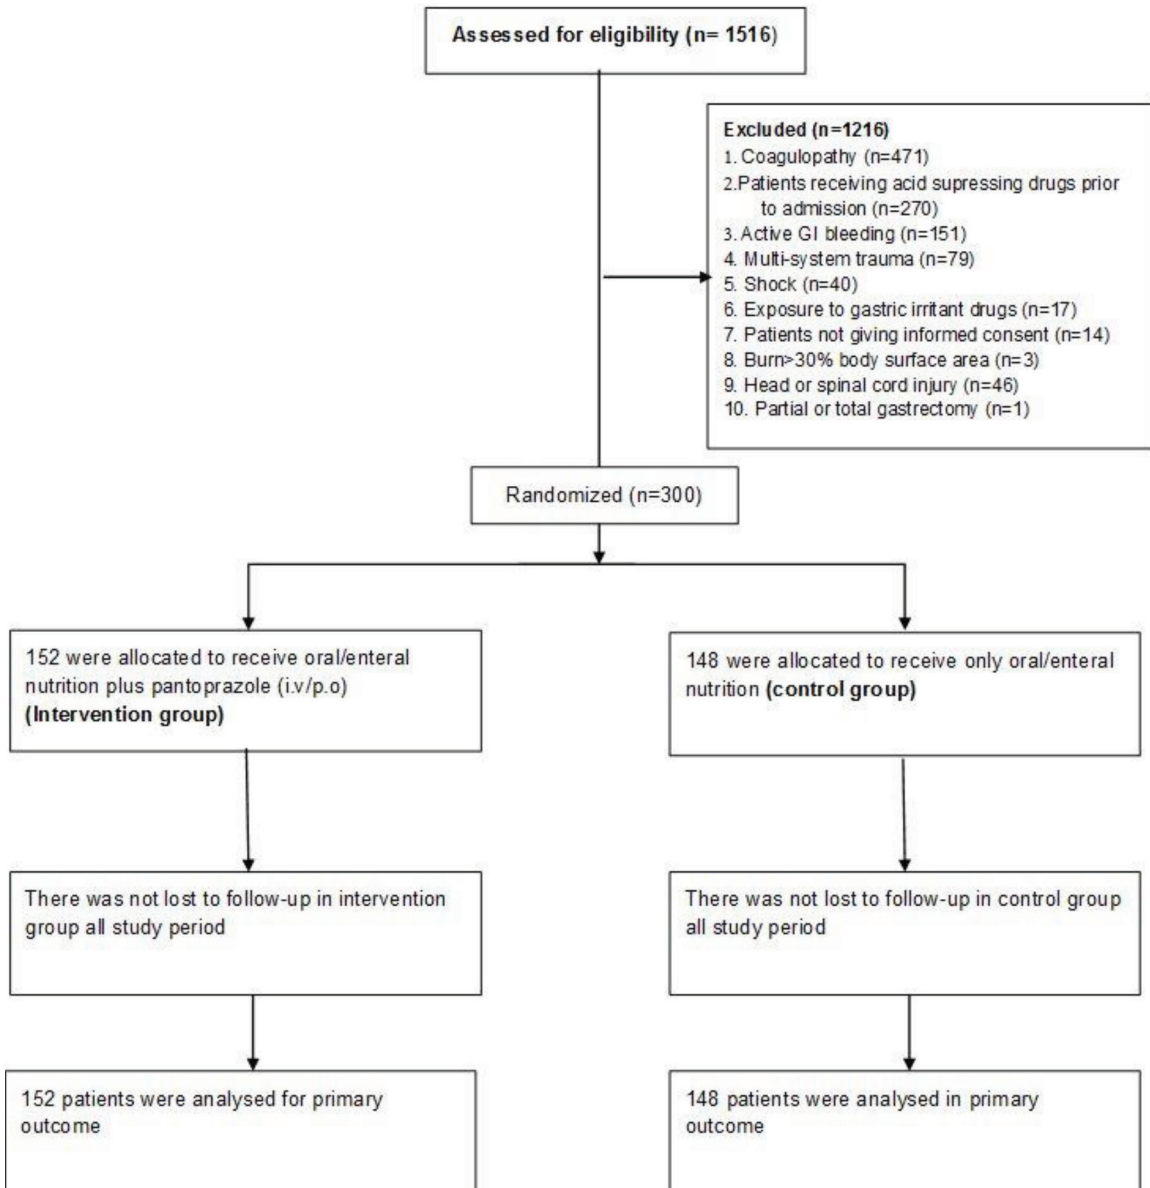 Assessed for eligibility (n= 1516)
Excluded (n=1216)
1. Coagulopathy (n=471)
2.Patients receiving acid supressing drugs prior
to admission (n=270)
3. Active GI bleeding (n=151)
4. Multi-system trauma (n=79)
5. Shock (n=40)
6. Exposure to gastric irritant drugs (n=17)
7. Patients not giving informed consent (n=14)
8. Burn>30% body surface area (n=3)
9. Head or spinal cord injury (n=46)
10. Partial or total gastrectomy (n=1)
Randomized (n=300)
152 were allocated to receive oral/enteral
nutrition plus pantoprazole (i.v/p.o)
(Intervention group)
148 were allocated to receive only oral/enteral
nutrition (control group)
There was not lost to follow-up in intervention
group all study period
There was not lost to follow-up in control group
all study period
152 patients were analysed for primary
outcome
148 patients were analysed in primary
outcome